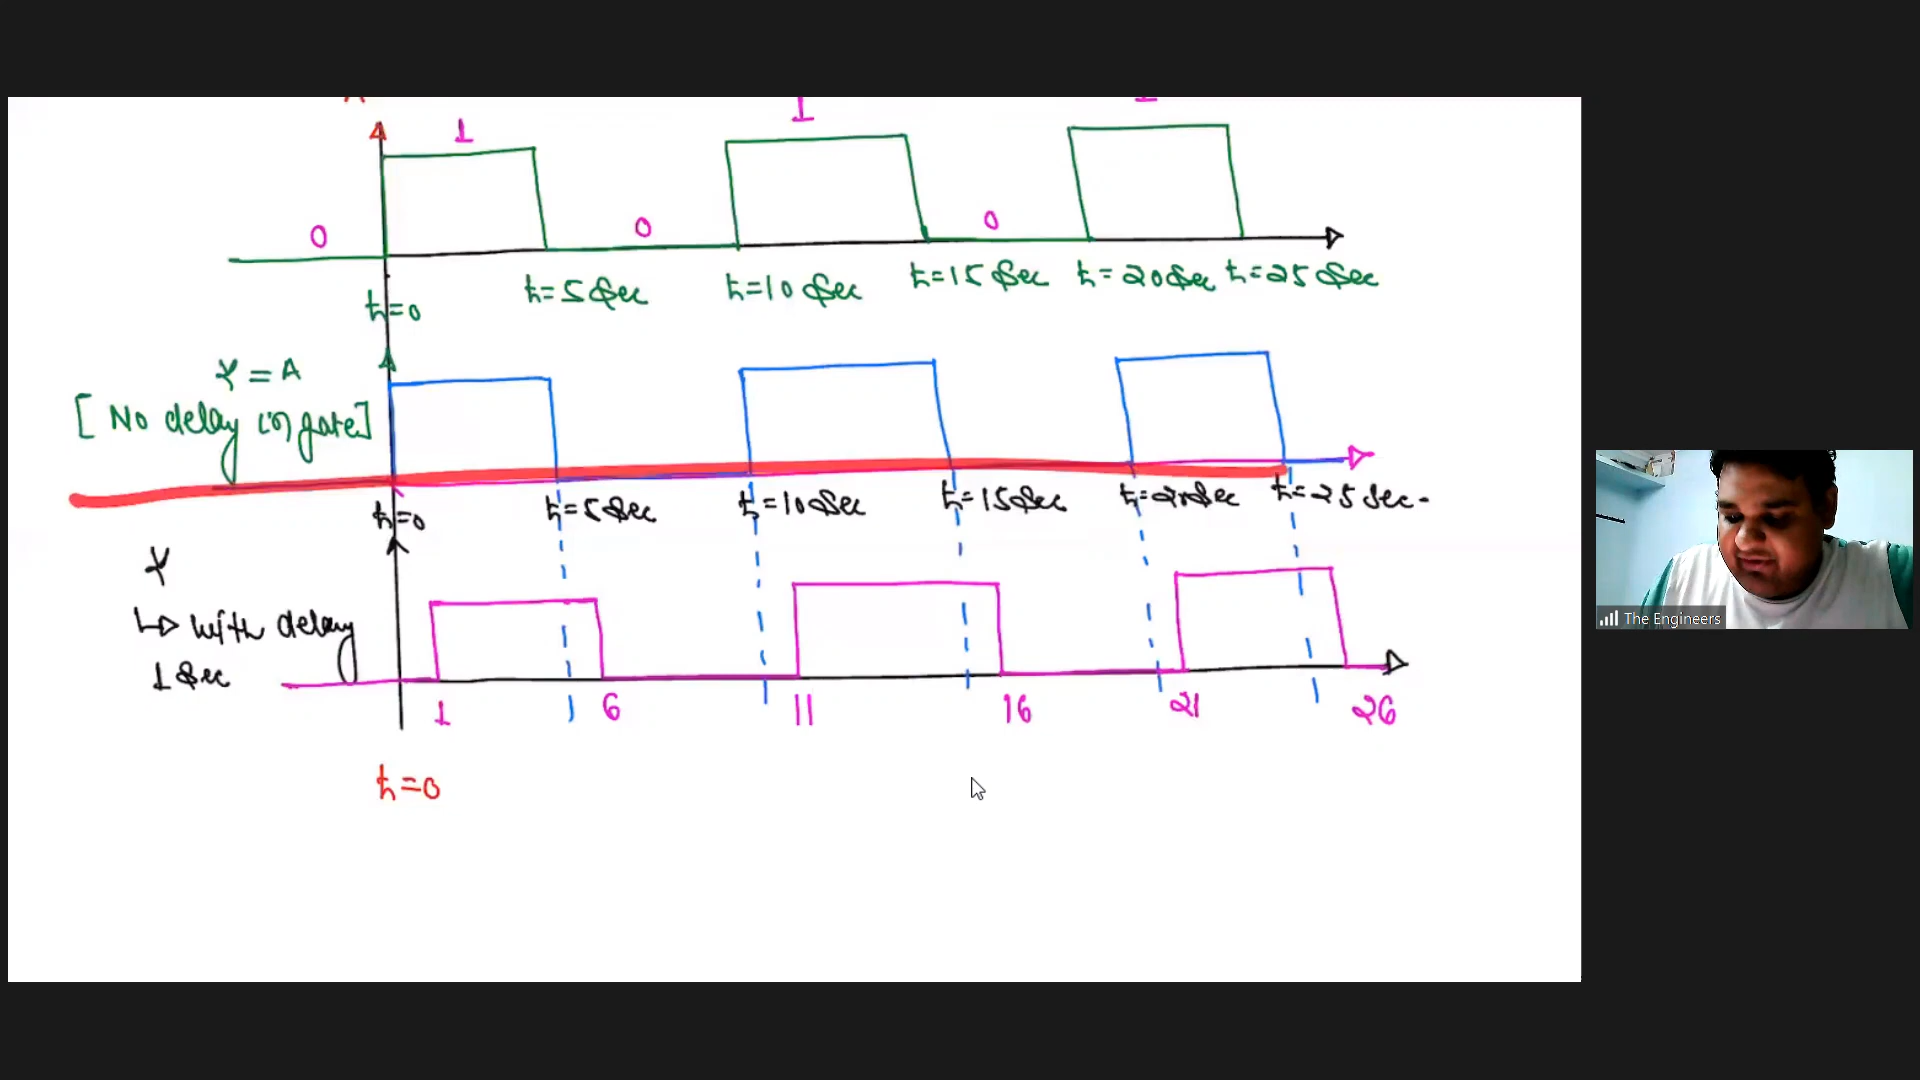 A
1 1 1
0 0 0
t=0 t=5 Sec t=10 Sec t=15 Sec t=20 Sec t=25 Sec
Y = A
[ No delay in gate]
t=0 t=5 Sec t=10 Sec t=15 Sec t=20 Sec t=25 Sec.
Y
↳ with delay
1 Sec
1 6 11 16 21 26
t=0
The Engineers